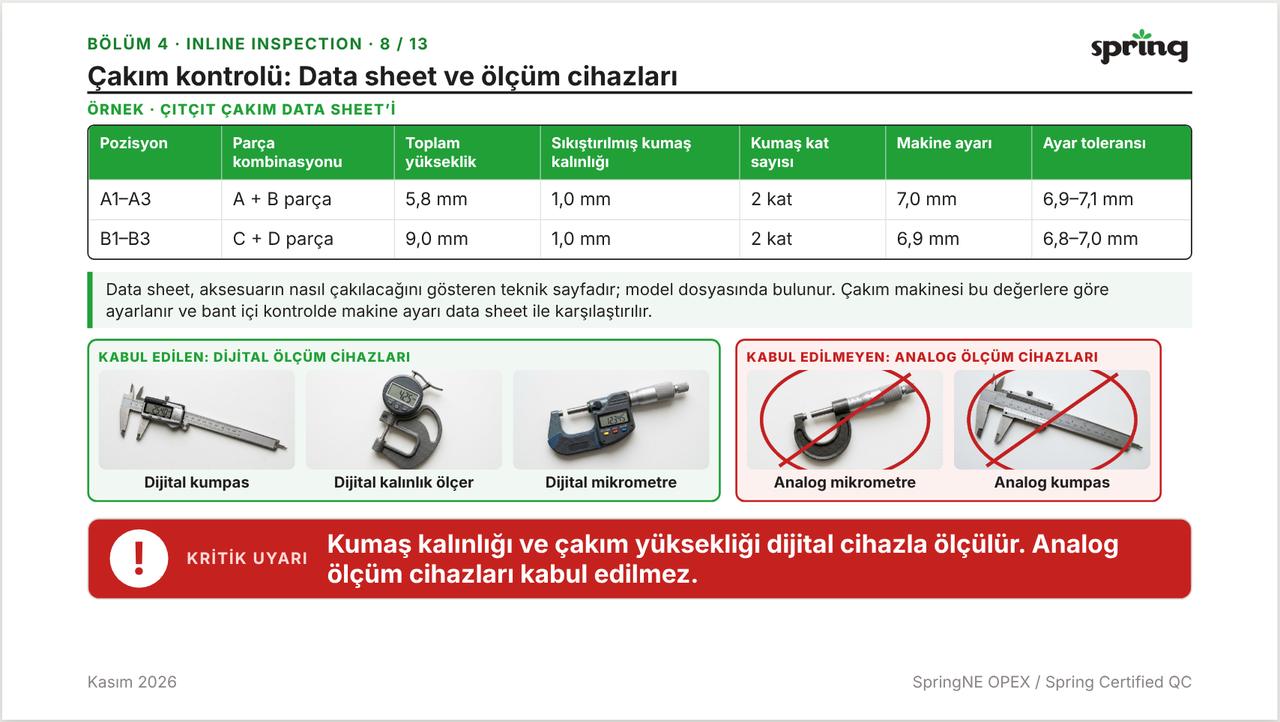 BÖLÜM 4 · INLINE INSPECTION · 8 / 13
spring
Çakım kontrolü: Data sheet ve ölçüm cihazları
ÖRNEK · ÇITÇIT ÇAKIM DATA SHEET’İ
Pozisyon Parça kombinasyonu Toplam yükseklik Sıkıştırılmış kumaş kalınlığı Kumaş kat sayısı Makine ayarı Ayar toleransı
A1–A3 A + B parça 5,8 mm 1,0 mm 2 kat 7,0 mm 6,9–7,1 mm
B1–B3 C + D parça 9,0 mm 1,0 mm 2 kat 6,9 mm 6,8–7,0 mm
Data sheet, aksesuarın nasıl çakılacağını gösteren teknik sayfadır; model dosyasında bulunur. Çakım makinesi bu değerlere göre
ayarlanır ve bant içi kontrolde makine ayarı data sheet ile karşılaştırılır.
KABUL EDİLEN: DİJİTAL ÖLÇÜM CİHAZLARI
Dijital kumpas Dijital kalınlık ölçer Dijital mikrometre
KABUL EDİLMEYEN: ANALOG ÖLÇÜM CİHAZLARI
Analog mikrometre Analog kumpas
! KRİTİK UYARI
Kumaş kalınlığı ve çakım yüksekliği dijital cihazla ölçülür. Analog
ölçüm cihazları kabul edilmez.
Kasım 2026
SpringNE OPEX / Spring Certified QC